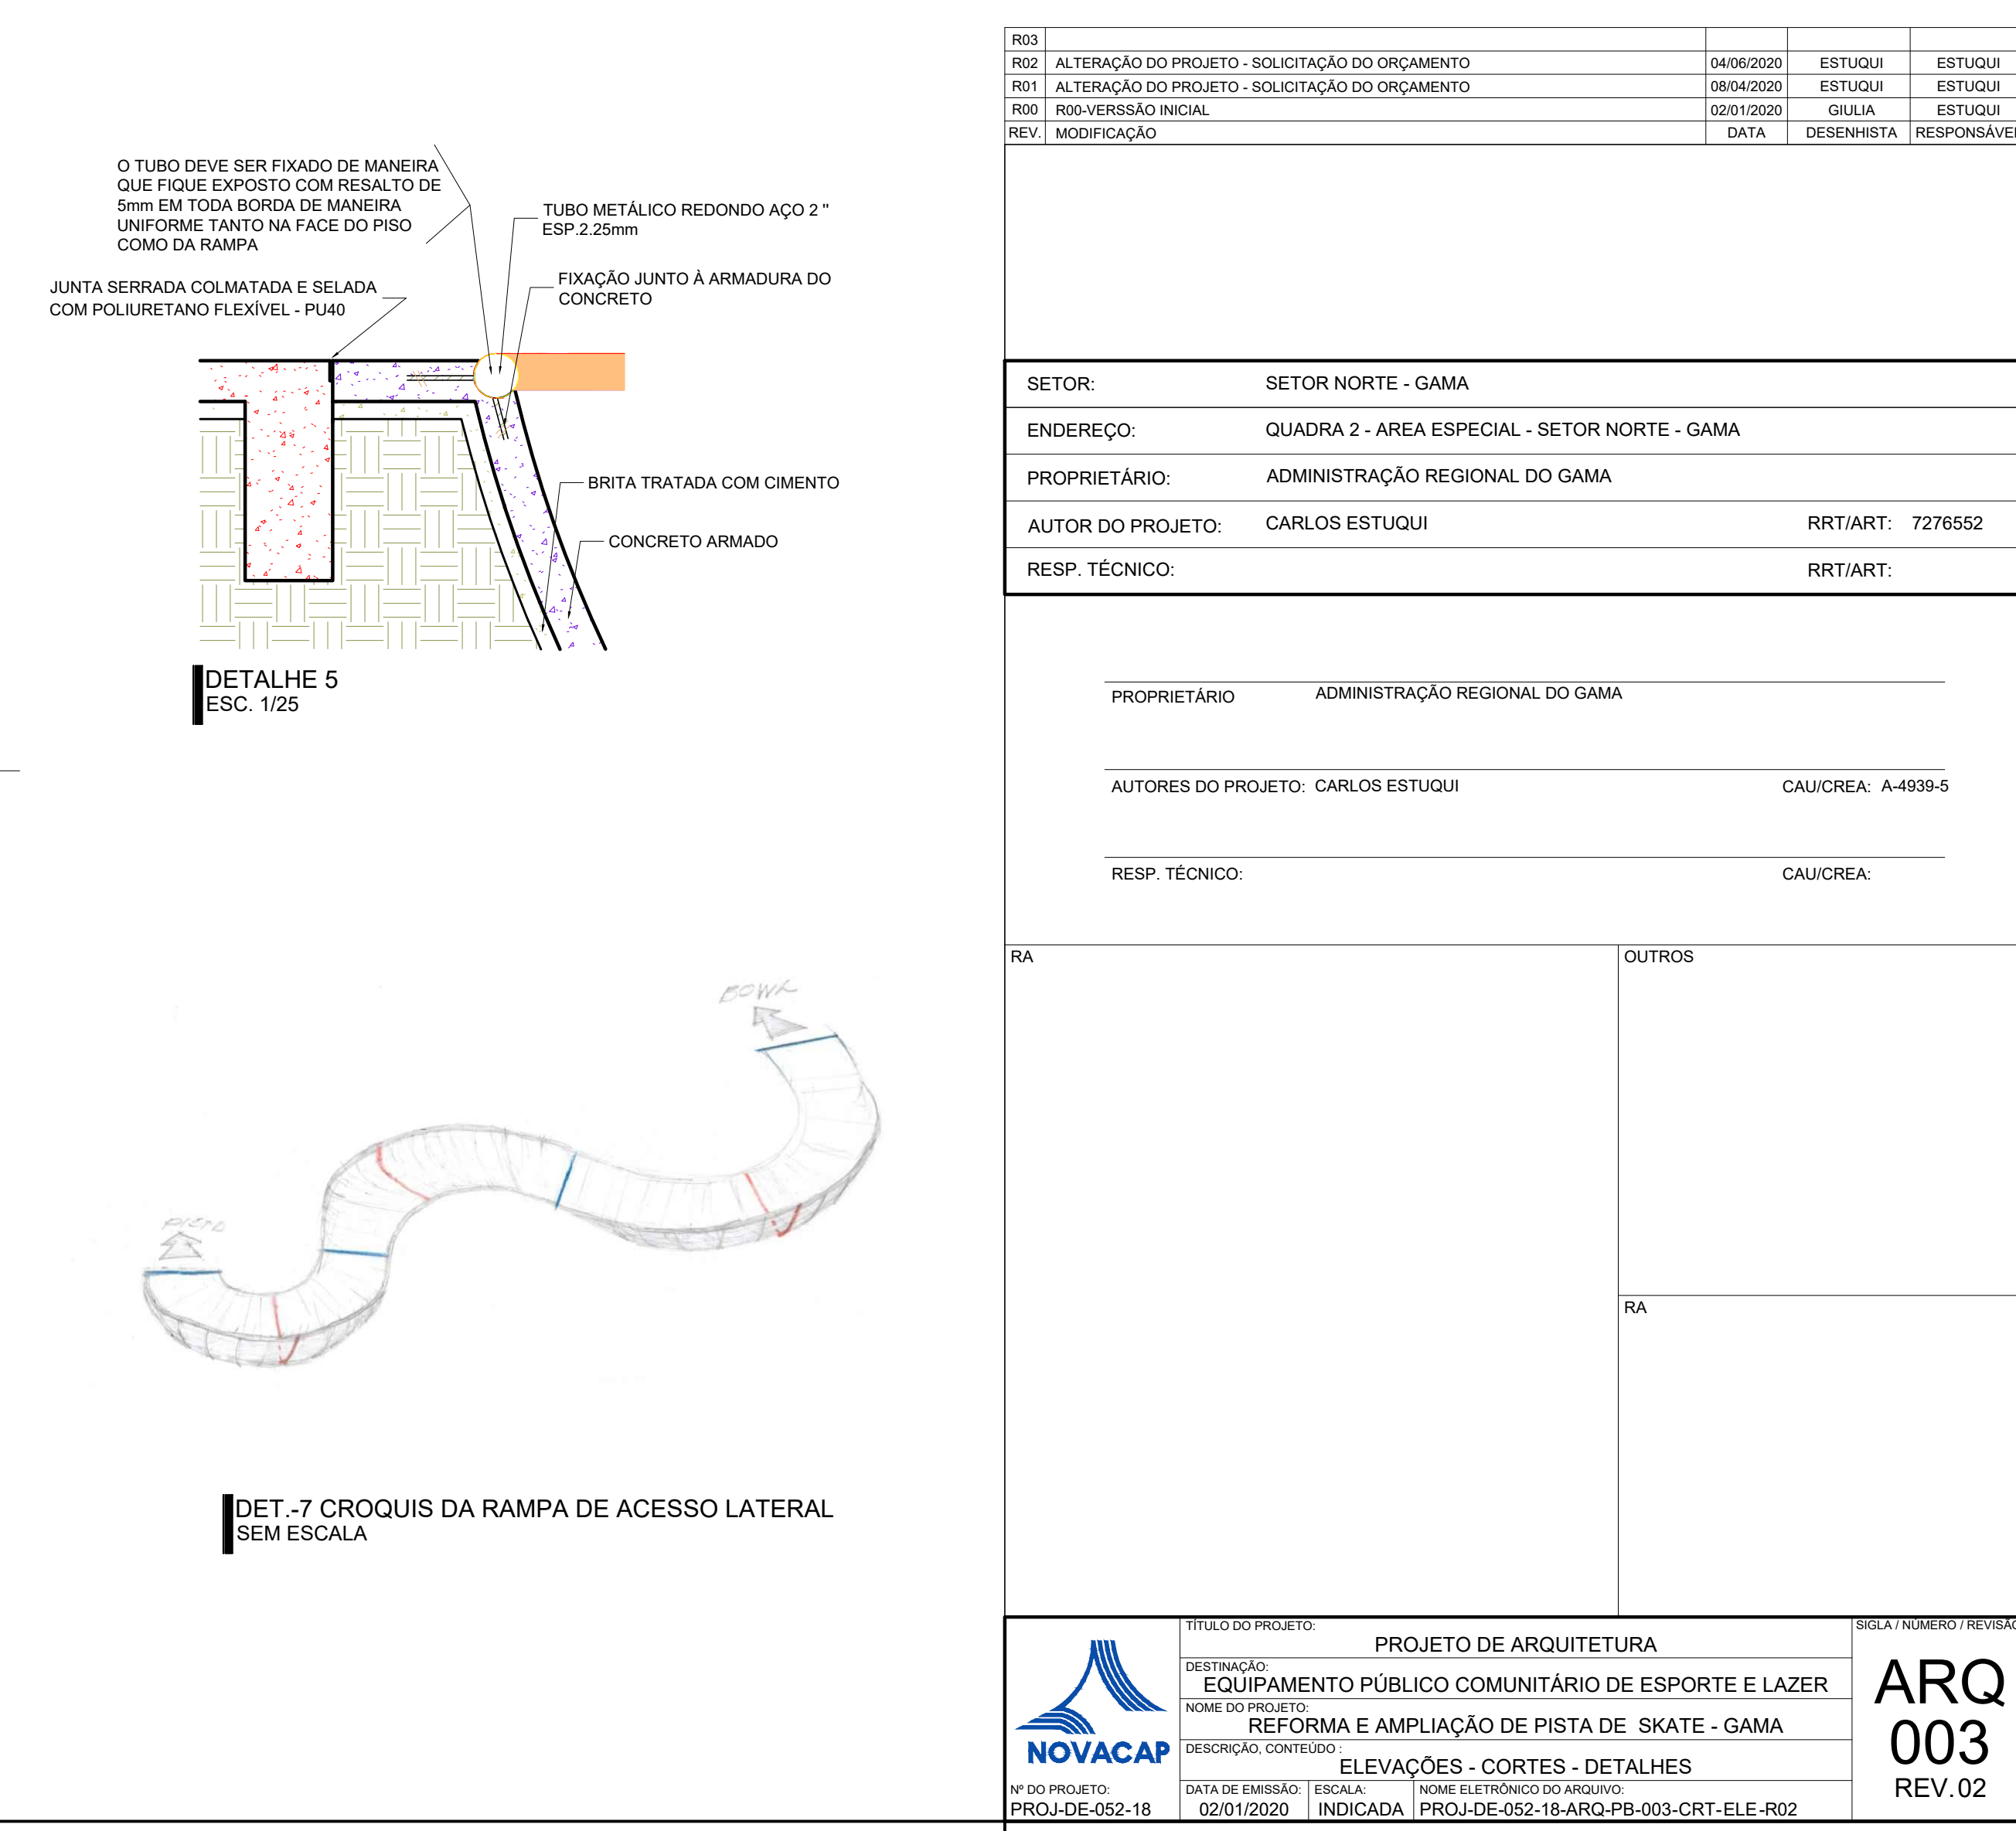 O TUBO DEVE SER FIXADO DE MANEIRA
QUE FIQUE EXPOSTO COM RESALTO DE
5mm EM TODA BORDA DE MANEIRA
UNIFORME TANTO NA FACE DO PISO
COMO DA RAMPA
TUBO METÁLICO REDONDO AÇO 2 "
ESP.2.25mm
JUNTA SERRADA COLMATADA E SELADA
COM POLIURETANO FLEXÍVEL - PU40
FIXAÇÃO JUNTO À ARMADURA DO
CONCRETO
BRITA TRATADA COM CIMENTO
CONCRETO ARMADO
DETALHE 5
ESC. 1/25
BOWL
PISTA
DET.-7 CROQUIS DA RAMPA DE ACESSO LATERAL
SEM ESCALA
R03
R02 ALTERAÇÃO DO PROJETO - SOLICITAÇÃO DO ORÇAMENTO 04/06/2020 ESTUQUI ESTUQUI
R01 ALTERAÇÃO DO PROJETO - SOLICITAÇÃO DO ORÇAMENTO 08/04/2020 ESTUQUI ESTUQUI
R00 R00-VERSSÃO INICIAL 02/01/2020 GIULIA ESTUQUI
REV. MODIFICAÇÃO DATA DESENHISTA RESPONSÁVEL
SETOR: SETOR NORTE - GAMA
ENDEREÇO: QUADRA 2 - AREA ESPECIAL - SETOR NORTE - GAMA
PROPRIETÁRIO: ADMINISTRAÇÃO REGIONAL DO GAMA
AUTOR DO PROJETO: CARLOS ESTUQUI RRT/ART: 7276552
RESP. TÉCNICO: RRT/ART:
PROPRIETÁRIO ADMINISTRAÇÃO REGIONAL DO GAMA
AUTORES DO PROJETO: CARLOS ESTUQUI CAU/CREA: A-4939-5
RESP. TÉCNICO: CAU/CREA:
RA
OUTROS
RA
NOVACAP
TÍTULO DO PROJETO:
PROJETO DE ARQUITETURA
DESTINAÇÃO:
EQUIPAMENTO PÚBLICO COMUNITÁRIO DE ESPORTE E LAZER
NOME DO PROJETO:
REFORMA E AMPLIAÇÃO DE PISTA DE SKATE - GAMA
DESCRIÇÃO, CONTEÚDO :
ELEVAÇÕES - CORTES - DETALHES
Nº DO PROJETO:
PROJ-DE-052-18
DATA DE EMISSÃO:
02/01/2020
ESCALA:
INDICADA
NOME ELETRÔNICO DO ARQUIVO:
PROJ-DE-052-18-ARQ-PB-003-CRT-ELE-R02
SIGLA / NÚMERO / REVISÃO
ARQ
003
REV.02